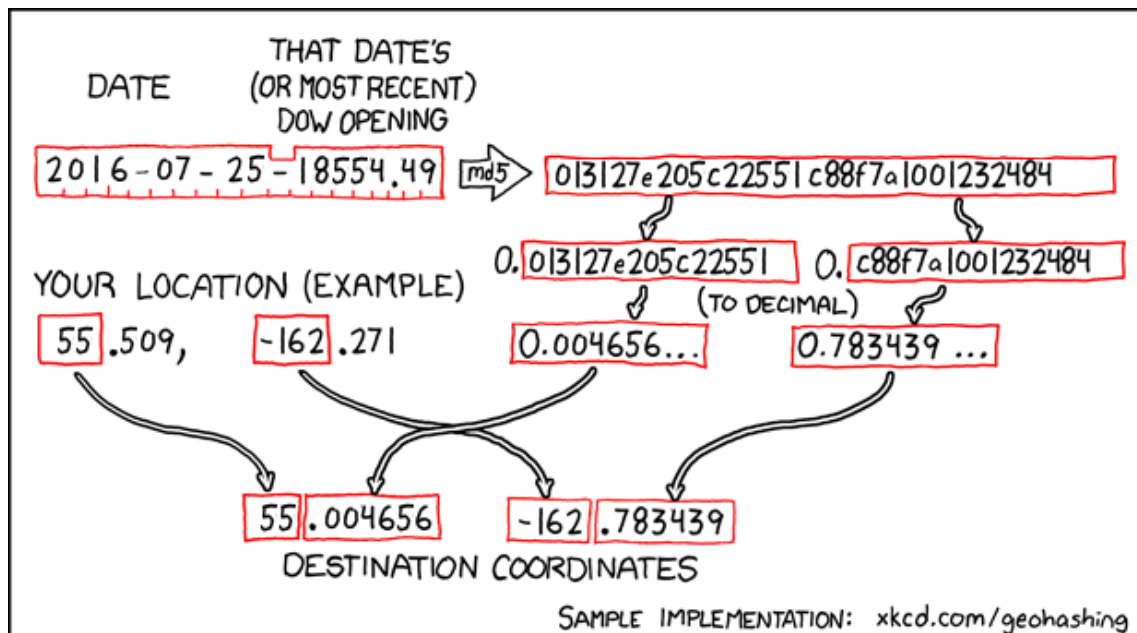 DATE
THAT DATE'S
(OR MOST RECENT)
DOW OPENING
2016-07-25-18554.49
md5
013127e205c22551c88f7a1001232484
0.013127e205c22551
0.c88f7a1001232484
YOUR LOCATION (EXAMPLE)
(TO DECIMAL)
55.509, -162.271
0.004656...
0.783439...
55.004656
-162.783439
DESTINATION COORDINATES
SAMPLE IMPLEMENTATION: xkcd.com/geohashing